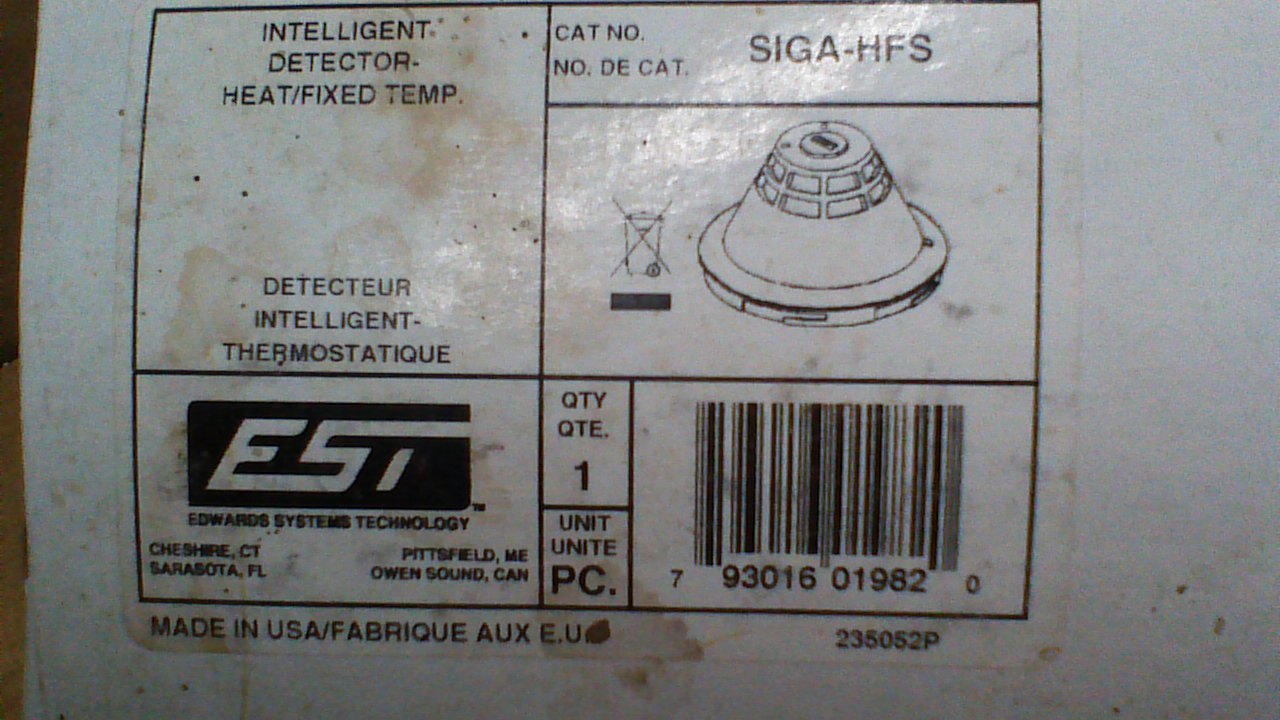 INTELLIGENT
DETECTOR-
HEAT/FIXED TEMP.
DETECTEUR
INTELLIGENT-
THERMOSTATIQUE
CAT NO.
NO. DE CAT.
SIGA-HFS
EST
™
EDWARDS SYSTEMS TECHNOLOGY
CHESHIRE, CT
SARASOTA, FL
PITTSFIELD, ME
OWEN SOUND, CAN
QTY
QTE.
1
UNIT
UNITE
PC.
7 93016 01982 0
MADE IN USA/FABRIQUE AUX E.U.
235052P